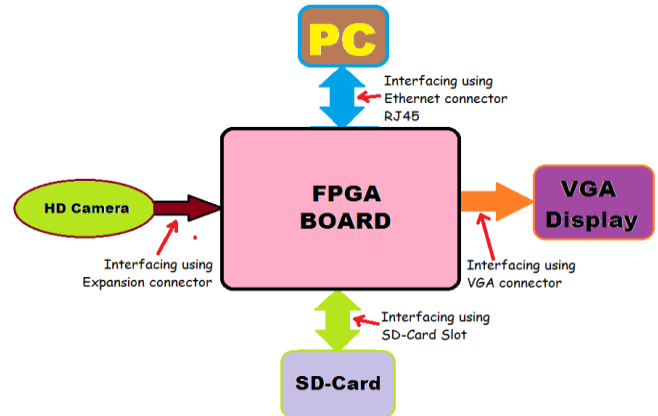 PC
Interfacing using
Ethernet connector
RJ45
FPGA
BOARD
HD Camera
VGA
Display
Interfacing using
Expansion connector
Interfacing using
VGA connector
Interfacing using
SD-Card Slot
SD-Card